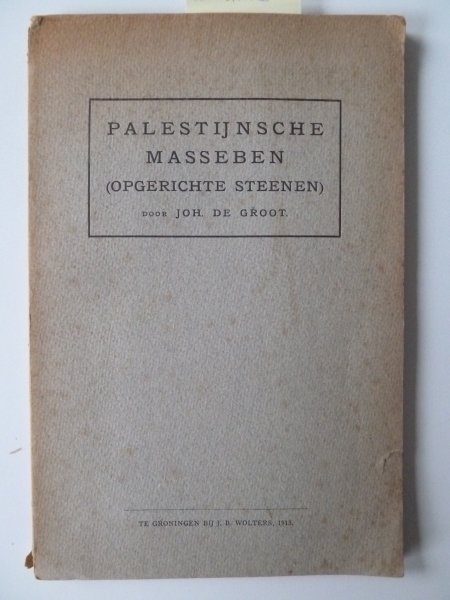 PALESTIJNSCHE
MASSEBEN
(OPGERICHTE STEENEN)
DOOR JOH. DE GROOT.
TE GRONINGEN BIJ J. B. WOLTERS, 1913.